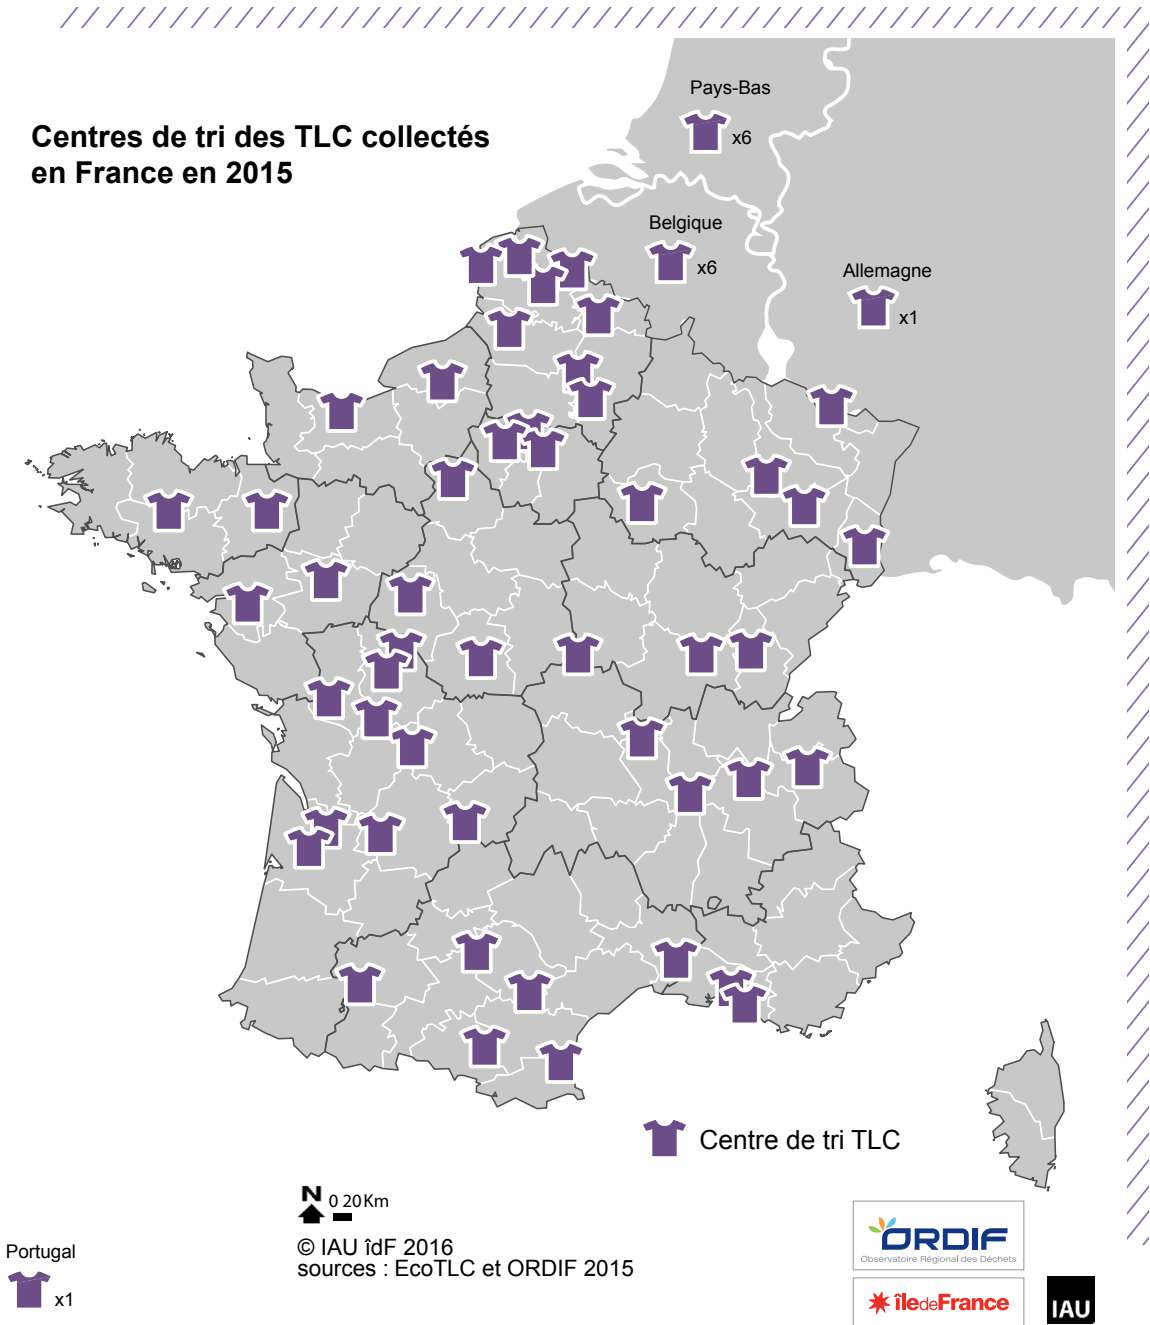 Centres de tri des TLC collectés
en France en 2015
Pays-Bas
x6
Belgique
x6
Allemagne
x1
Centre de tri TLC
N
0 20 Km
© IAU îdF 2016
sources : EcoTLC et ORDIF 2015
Portugal
x1
ORDIF
Observatoire Régional des Déchets
îledeFrance
IAU